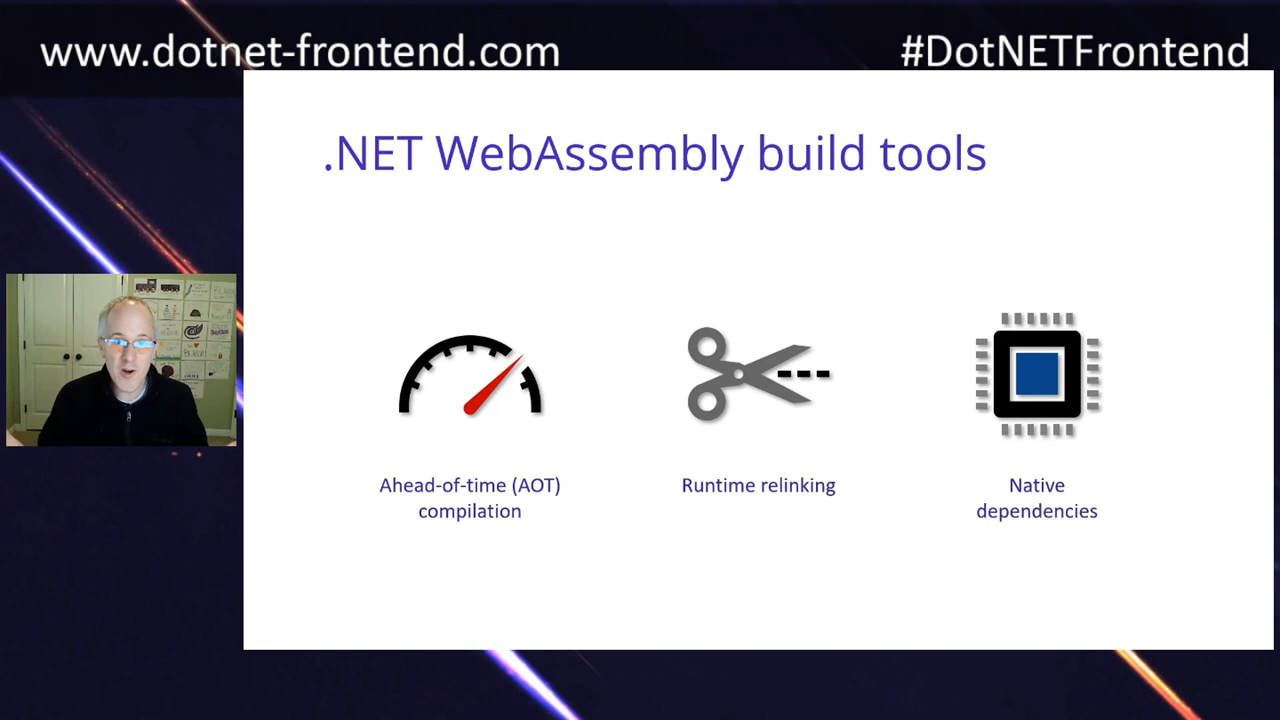 www.dotnet-frontend.com
#DotNETFrontend
.NET WebAssembly build tools
Ahead-of-time (AOT)
compilation
Runtime relinking
Native
dependencies